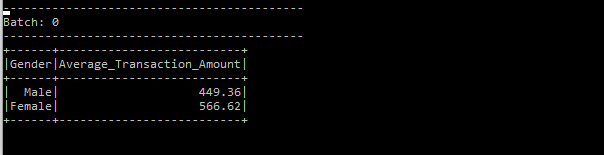 -------------------------------------------
Batch: 0
-------------------------------------------
+------+--------------------------+
|Gender|Average_Transaction_Amount|
+------+--------------------------+
|  Male|                    449.36|
|Female|                    566.62|
+------+--------------------------+